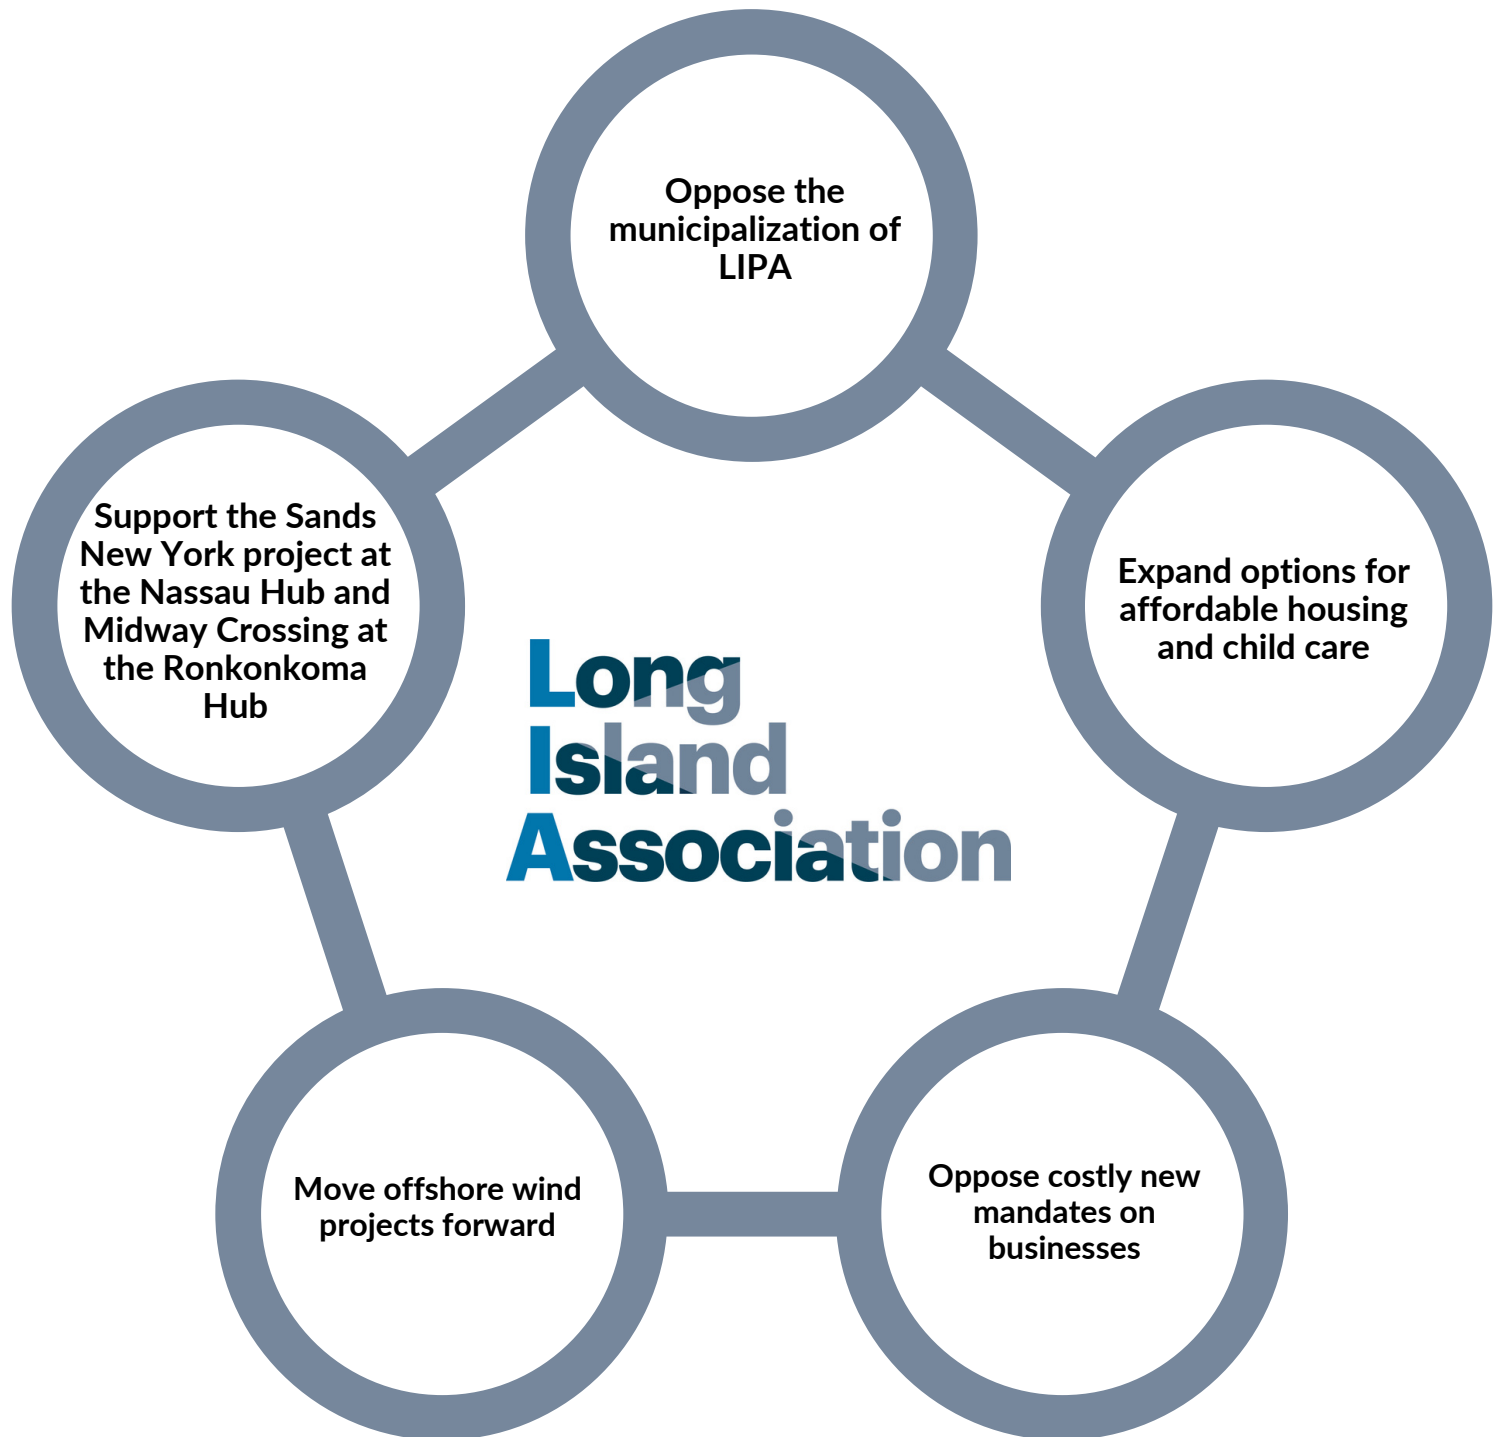 Oppose the
municipalization of
LIPA
Support the Sands
New York project at
the Nassau Hub and
Midway Crossing at
the Ronkonkoma
Hub
Expand options for
affordable housing
and child care
Long
Island
Association
Move offshore wind
projects forward
Oppose costly new
mandates on
businesses